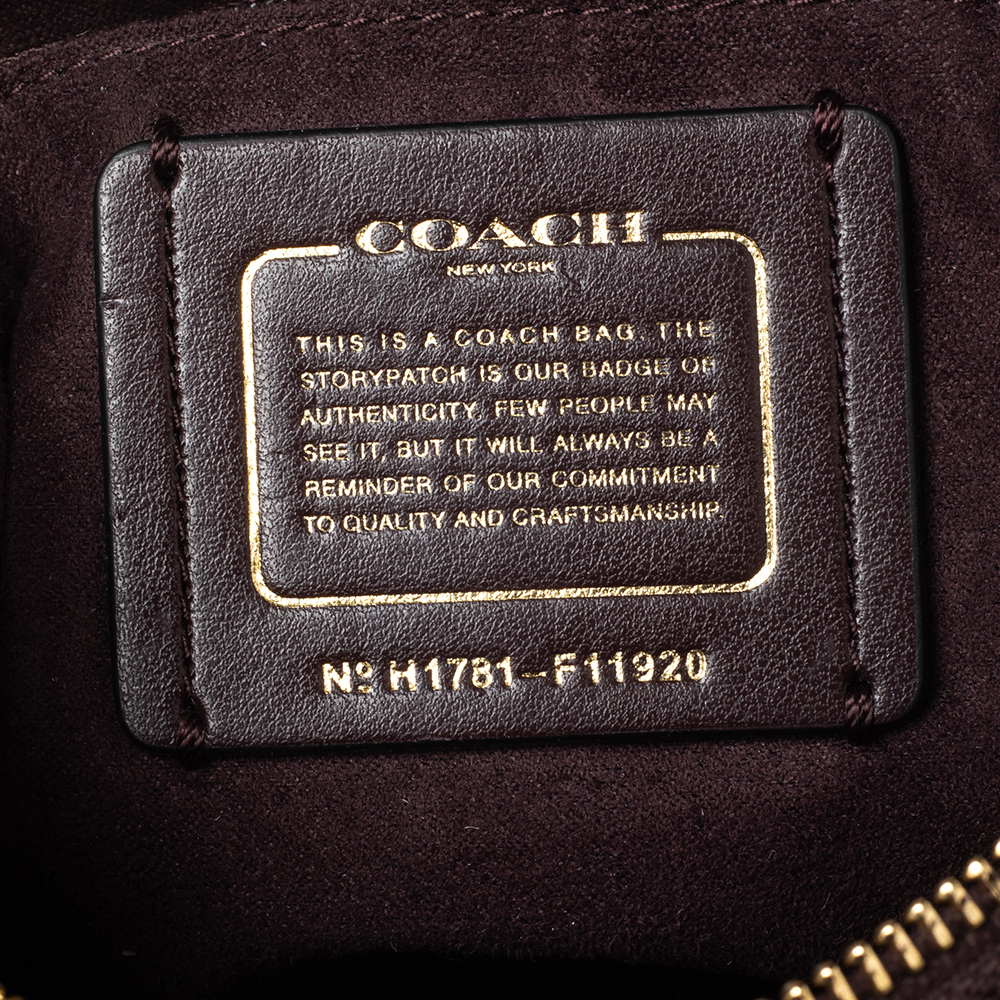 COACH
NEW YORK
THIS IS A COACH BAG. THE
STORYPATCH IS OUR BADGE OF
AUTHENTICITY. FEW PEOPLE MAY
SEE IT, BUT IT WILL ALWAYS BE A
REMINDER OF OUR COMMITMENT
TO QUALITY AND CRAFTSMANSHIP.
Nº H1781-F11920